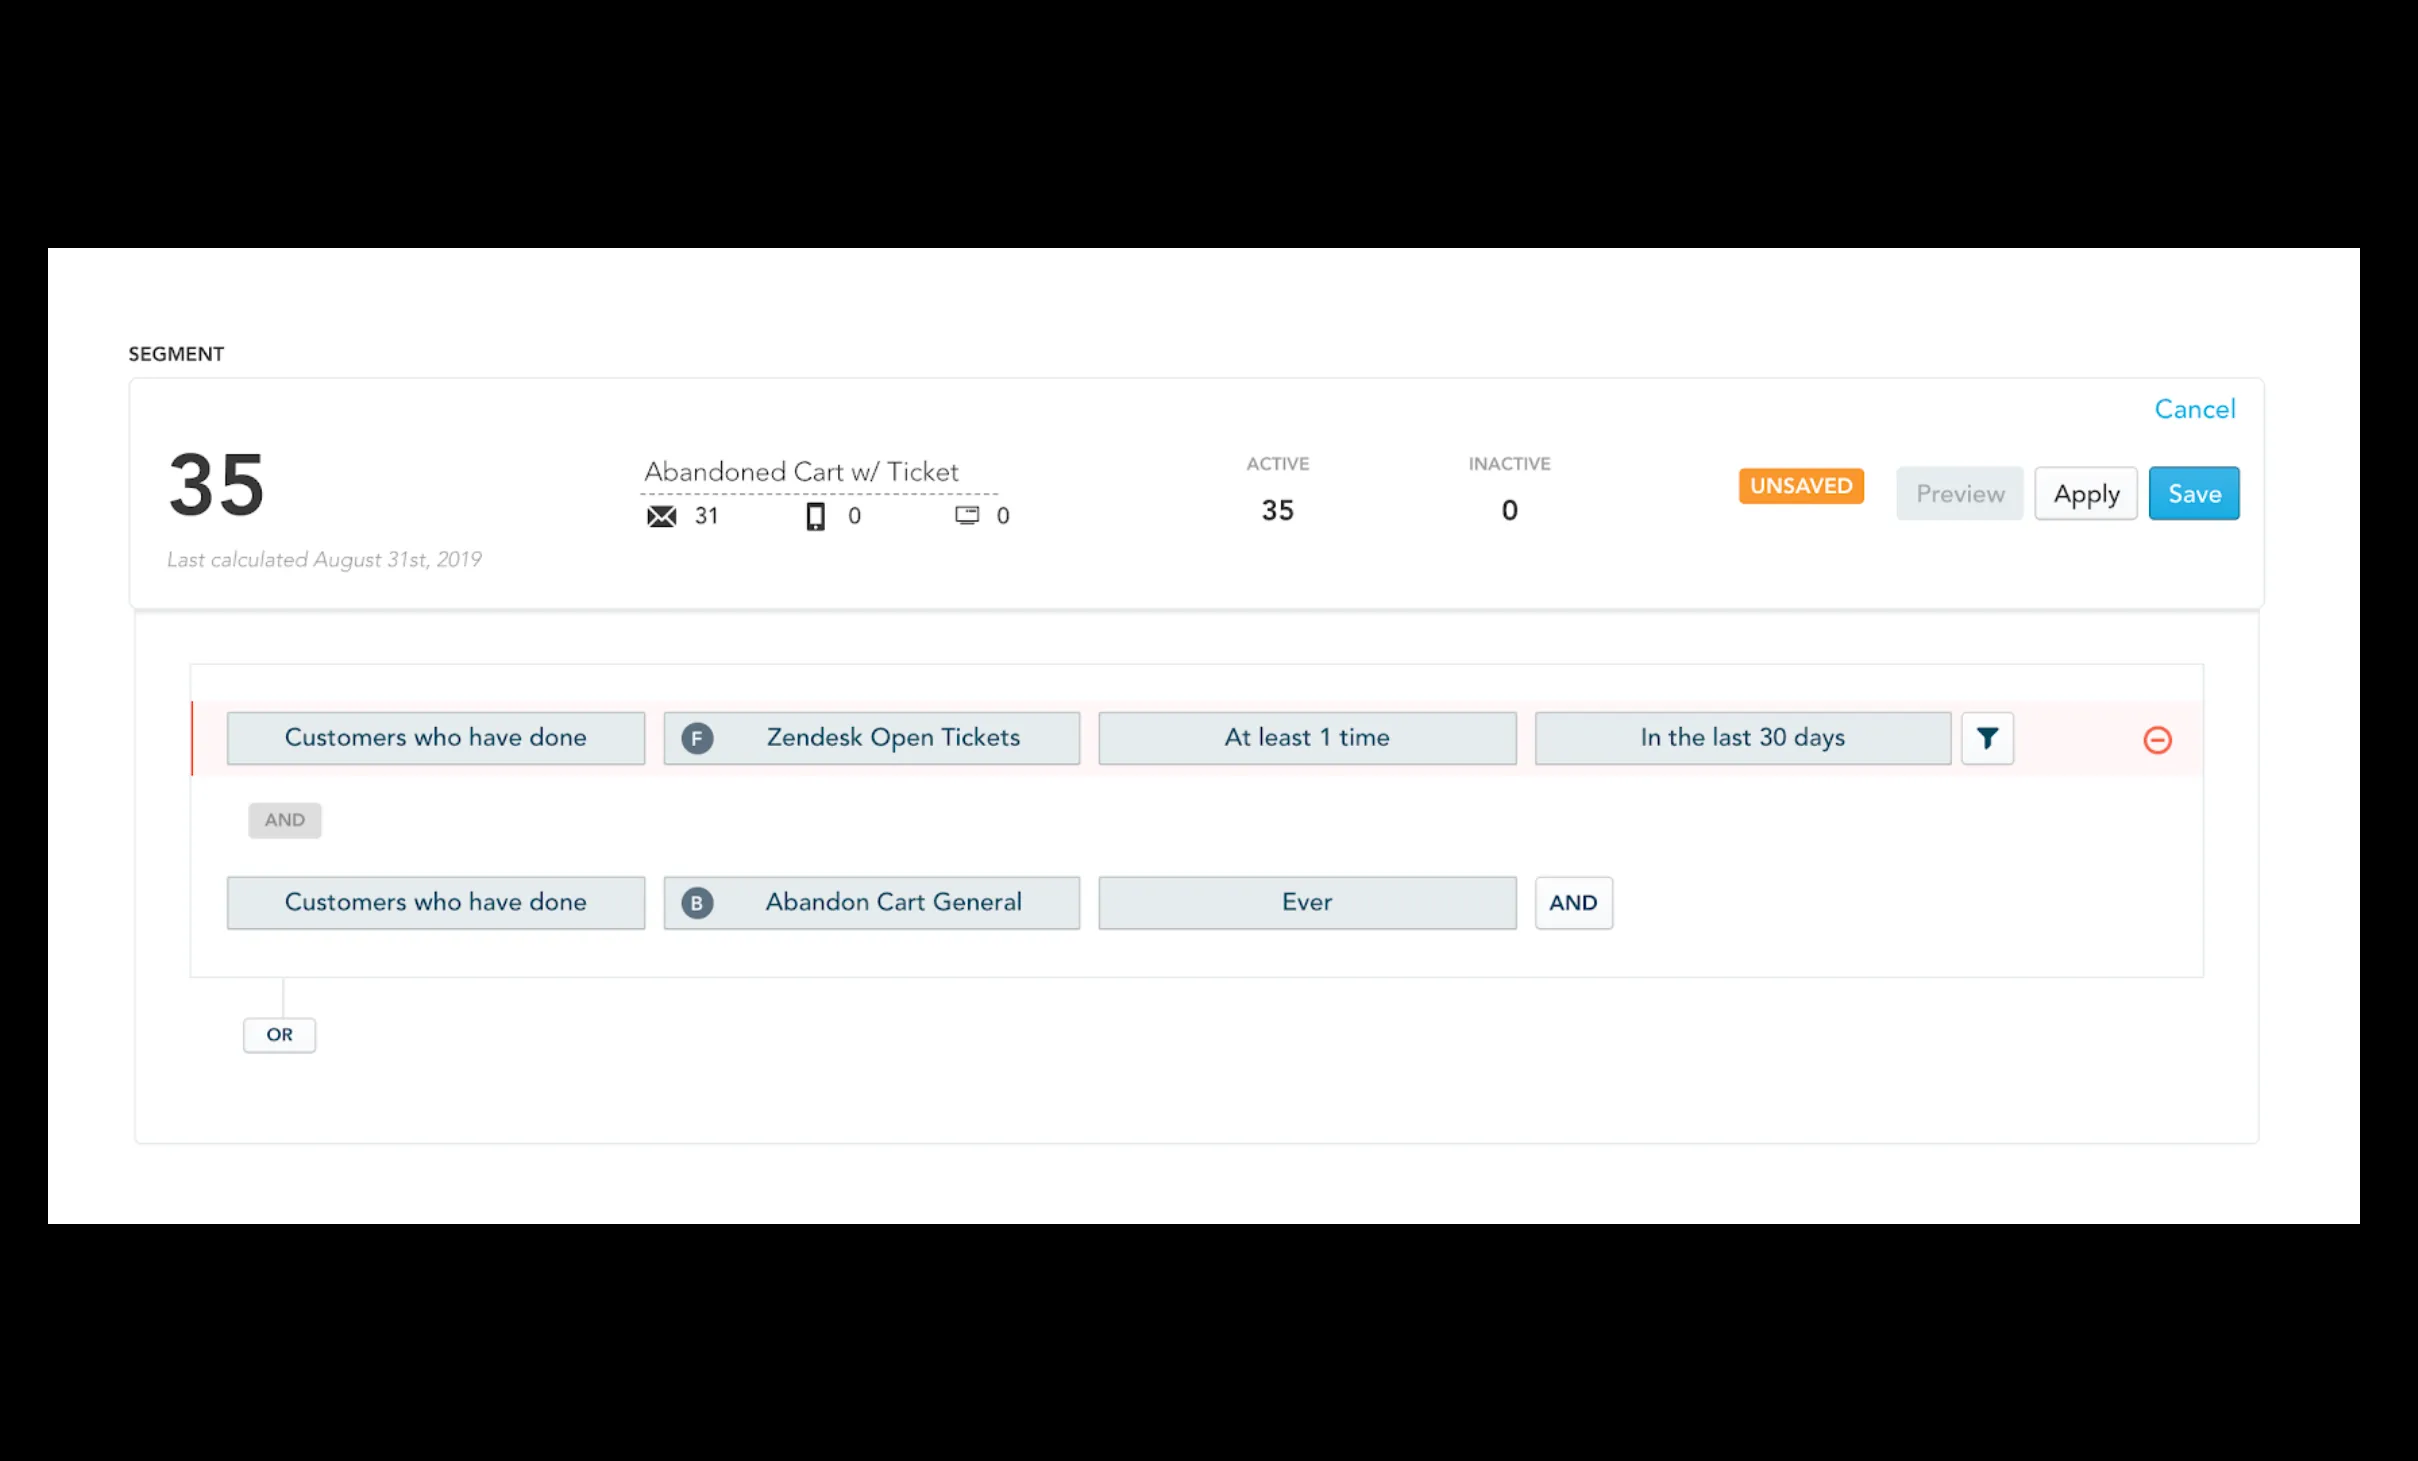 SEGMENT
Cancel
35
Abandoned Cart w/ Ticket
ACTIVE
INACTIVE
UNSAVED
Preview
Apply
Save
31
0
0
35
0
Last calculated August 31st, 2019
Customers who have done
F
Zendesk Open Tickets
At least 1 time
In the last 30 days
AND
Customers who have done
B
Abandon Cart General
Ever
AND
OR